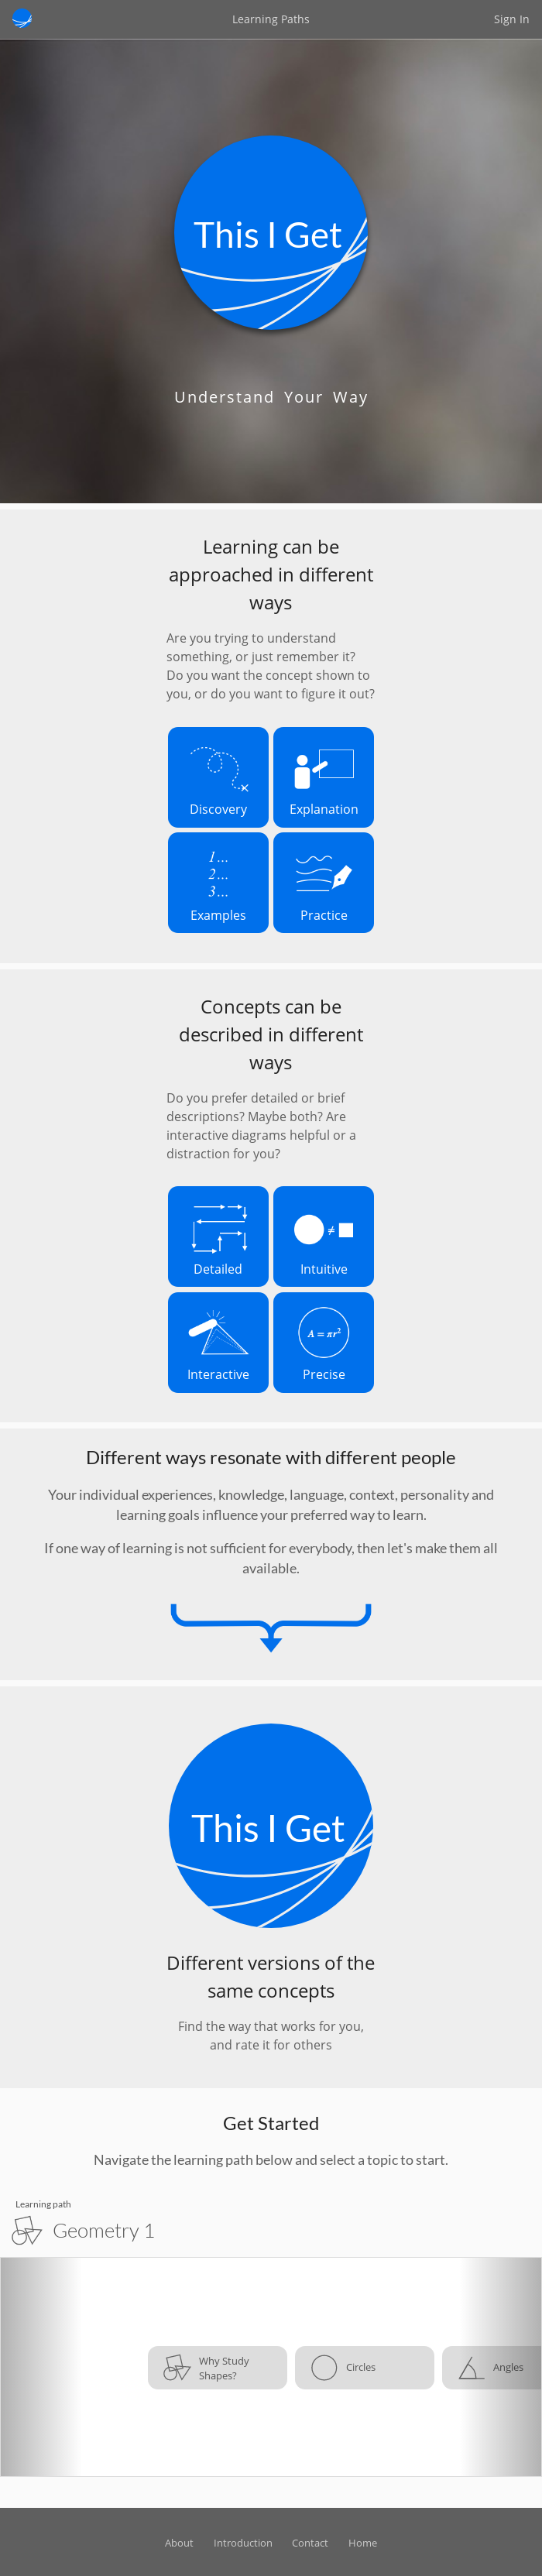 Learning Paths
Sign In
This I Get
Understand Your Way
Learning can be
approached in different
ways
Are you trying to understand
something, or just remember it?
Do you want the concept shown to
you, or do you want to figure it out?
Discovery
Explanation
1...
2...
3...
Examples
Practice
Concepts can be
described in different
ways
Do you prefer detailed or brief
descriptions? Maybe both? Are
interactive diagrams helpful or a
distraction for you?
Detailed
≠
Intuitive
Interactive
A = πr²
Precise
Different ways resonate with different people
Your individual experiences, knowledge, language, context, personality and
learning goals influence your preferred way to learn.
If one way of learning is not sufficient for everybody, then let's make them all
available.
This I Get
Different versions of the
same concepts
Find the way that works for you,
and rate it for others
Get Started
Navigate the learning path below and select a topic to start.
Learning path
Geometry 1
Why Study
Shapes?
Circles
Angles
About
Introduction
Contact
Home